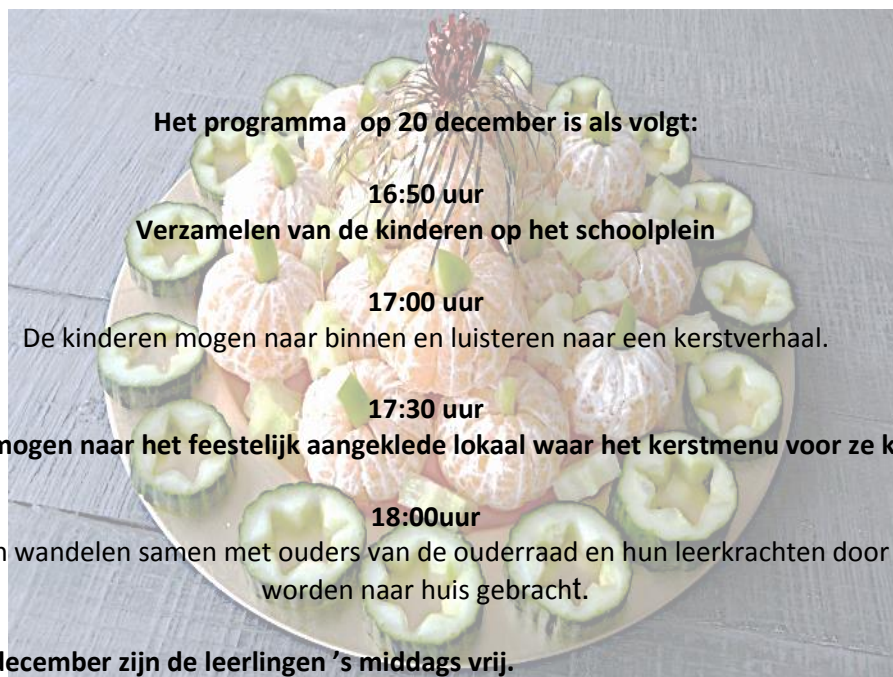 Het programma op 20 december is als volgt:
16:50 uur
Verzamelen van de kinderen op het schoolplein
17:00 uur
De kinderen mogen naar binnen en luisteren naar een kerstverhaal.
17:30 uur
mogen naar het feestelijk aangeklede lokaal waar het kerstmenu voor ze k
18:00uur
wandelen samen met ouders van de ouderraad en hun leerkrachten door
worden naar huis gebracht.
december zijn de leerlingen 's middags vrij.